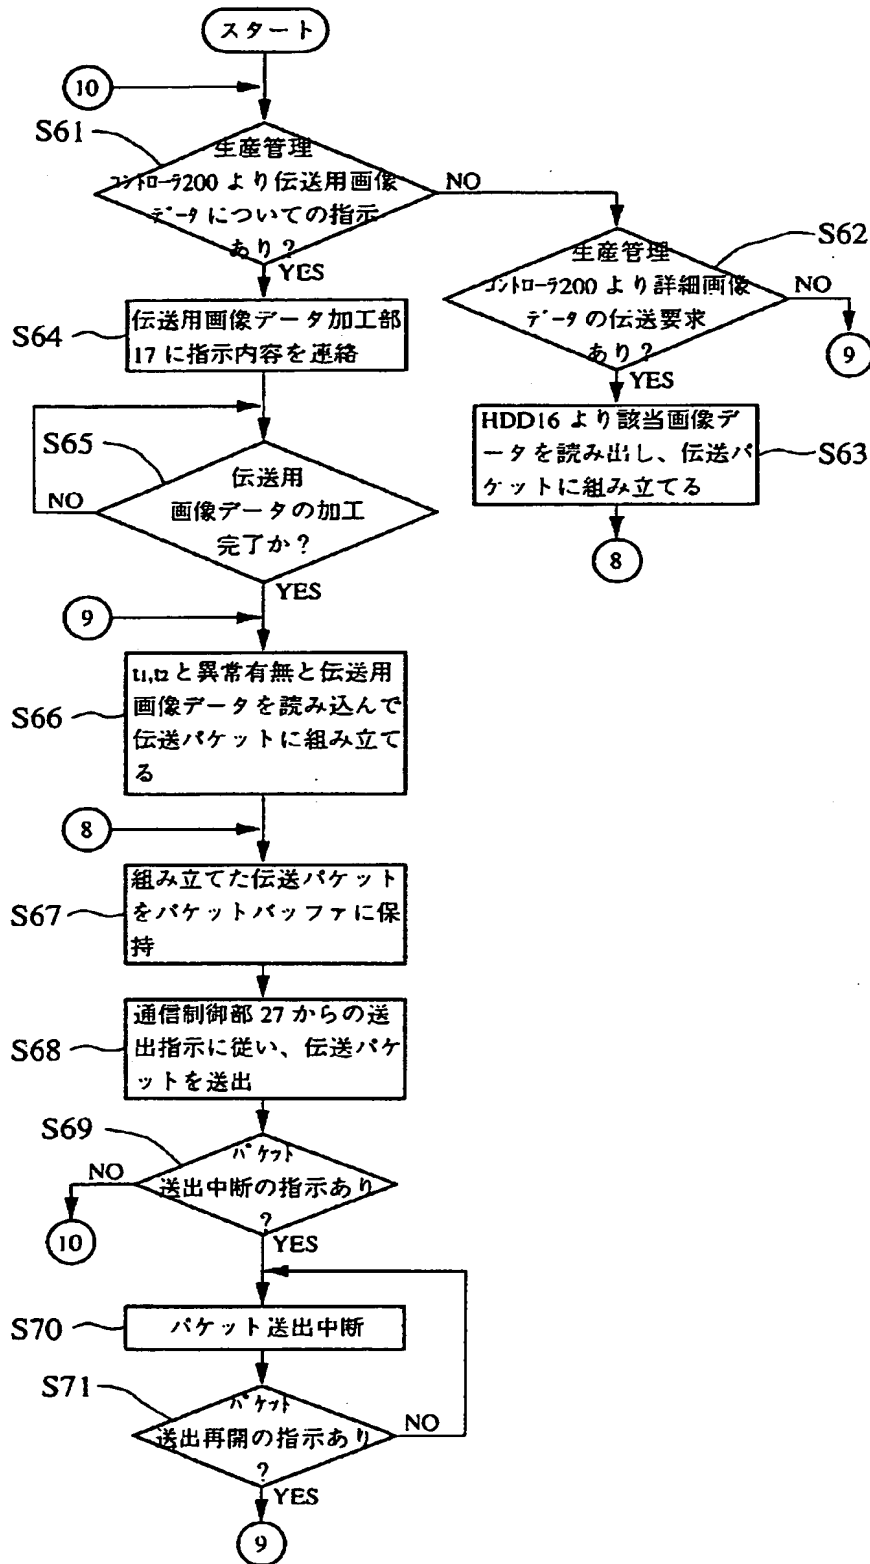 スタート
10
S61
生産管理
コントローラ200より伝送用画像
データについての指示
あり?
NO
YES
S62
生産管理
コントローラ200より詳細画像
データの伝送要求
あり?
NO
9
YES
S64
伝送用画像データ加工部
17に指示内容を連絡
HDD16より該当画像デ
ータを読み出し、伝送パ
ケットに組み立てる
S63
8
S65
伝送用
画像データの加工
完了か?
NO
YES
9
S66
t1,t2と異常有無と伝送用
画像データを読み込んで
伝送パケットに組み立て
る
8
S67
組み立てた伝送パケット
をパケットバッファに保
持
S68
通信制御部27からの送
出指示に従い、伝送パケ
ットを送出
S69
パケット
送出中断の指示あり
?
NO
10
YES
S70
パケット送出中断
S71
パケット
送出再開の指示あり
?
NO
YES
9